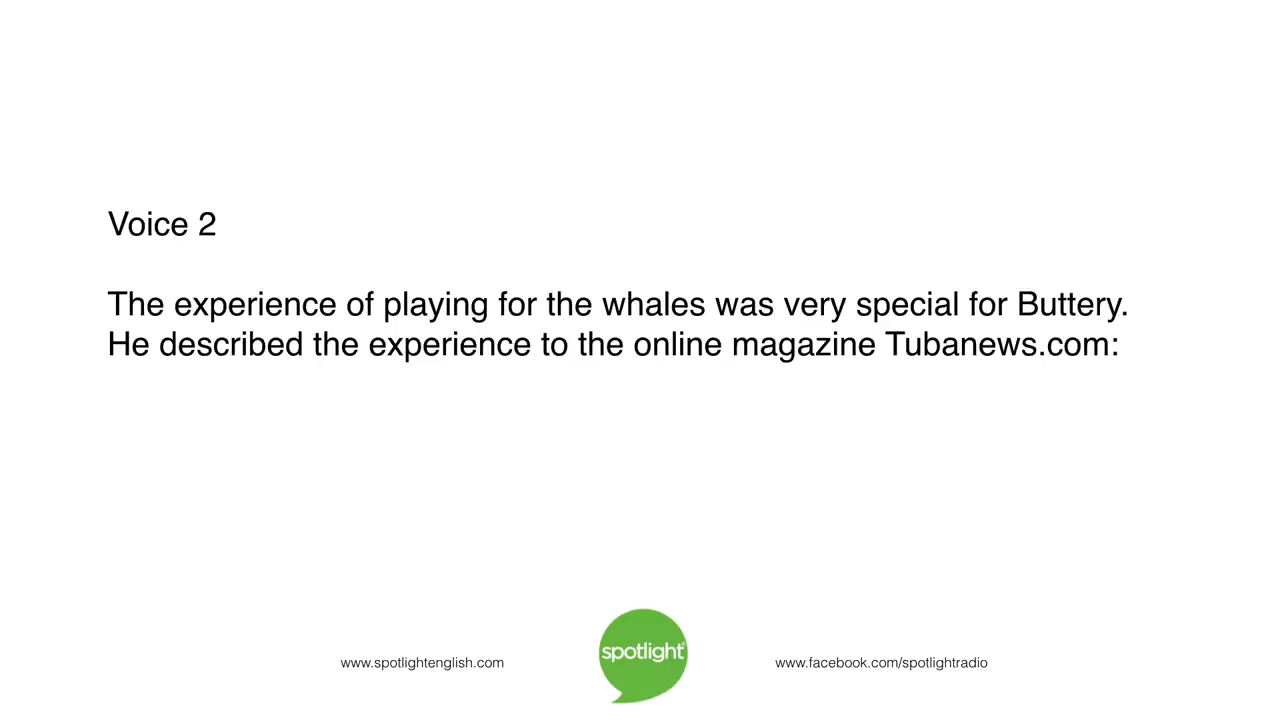 Voice 2
The experience of playing for the whales was very special for Buttery.
He described the experience to the online magazine Tubanews.com:
www.spotlightenglish.com
spotlight®
www.facebook.com/spotlightradio